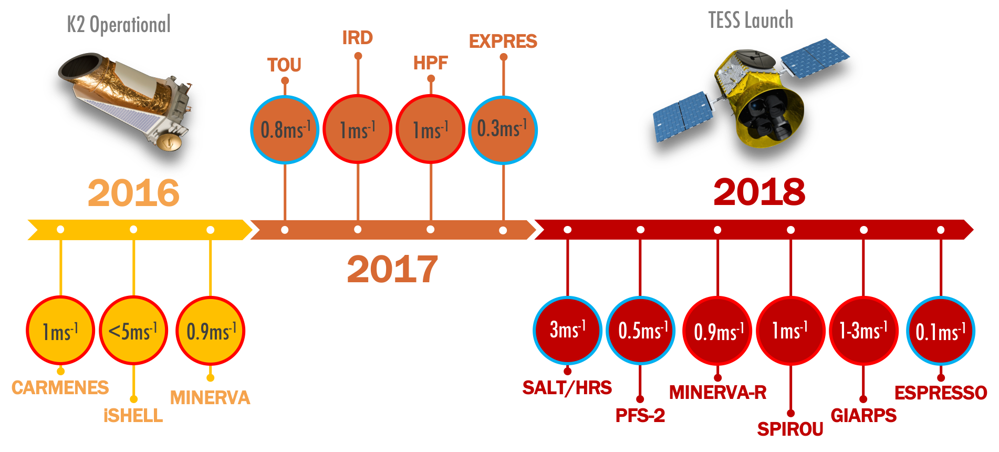 K2 Operational
TESS Launch
IRD
EXPRES
TOU
HPF
0.8ms⁻¹
1ms⁻¹
1ms⁻¹
0.3ms⁻¹
2016
2018
2017
1ms⁻¹
<5ms⁻¹
0.9ms⁻¹
3ms⁻¹
0.5ms⁻¹
0.9ms⁻¹
1ms⁻¹
1-3ms⁻¹
0.1ms⁻¹
CARMENES
iSHELL
MINERVA
SALT/HRS
PFS-2
MINERVA-R
SPIROU
GIARPS
ESPRESSO